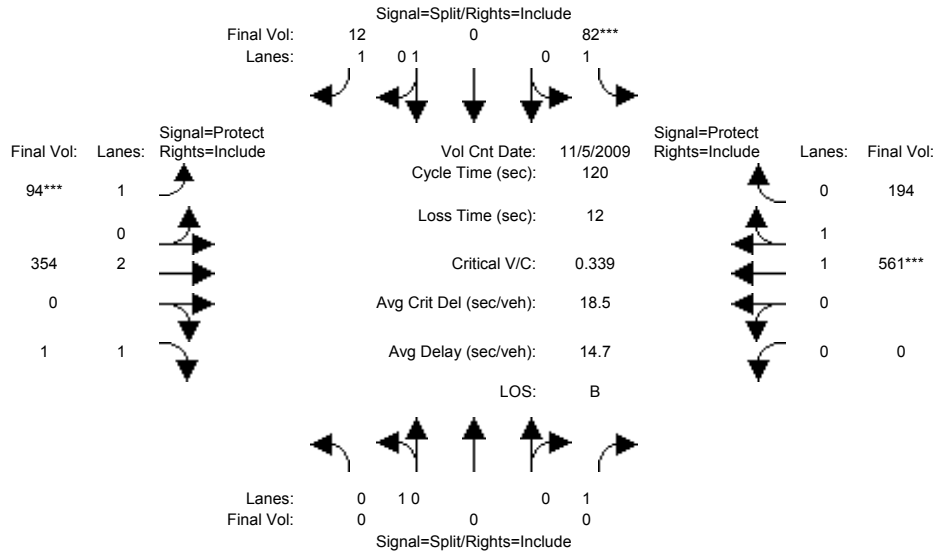 Signal=Split/Rights=Include
Final Vol: 12 0 82***
Lanes: 1 0 1 0 1
Signal=Protect Signal=Protect
Final Vol: Lanes: Rights=Include Vol Cnt Date: 11/5/2009 Rights=Include Lanes: Final Vol:
Cycle Time (sec): 120
94*** 1 0 194
Loss Time (sec): 12
0 1
354 2 Critical V/C: 0.339 1 561***
0 Avg Crit Del (sec/veh): 18.5 0
1 1 Avg Delay (sec/veh): 14.7 0 0
LOS: B
Lanes: 0 1 0 0 1
Final Vol: 0 0 0
Signal=Split/Rights=Include